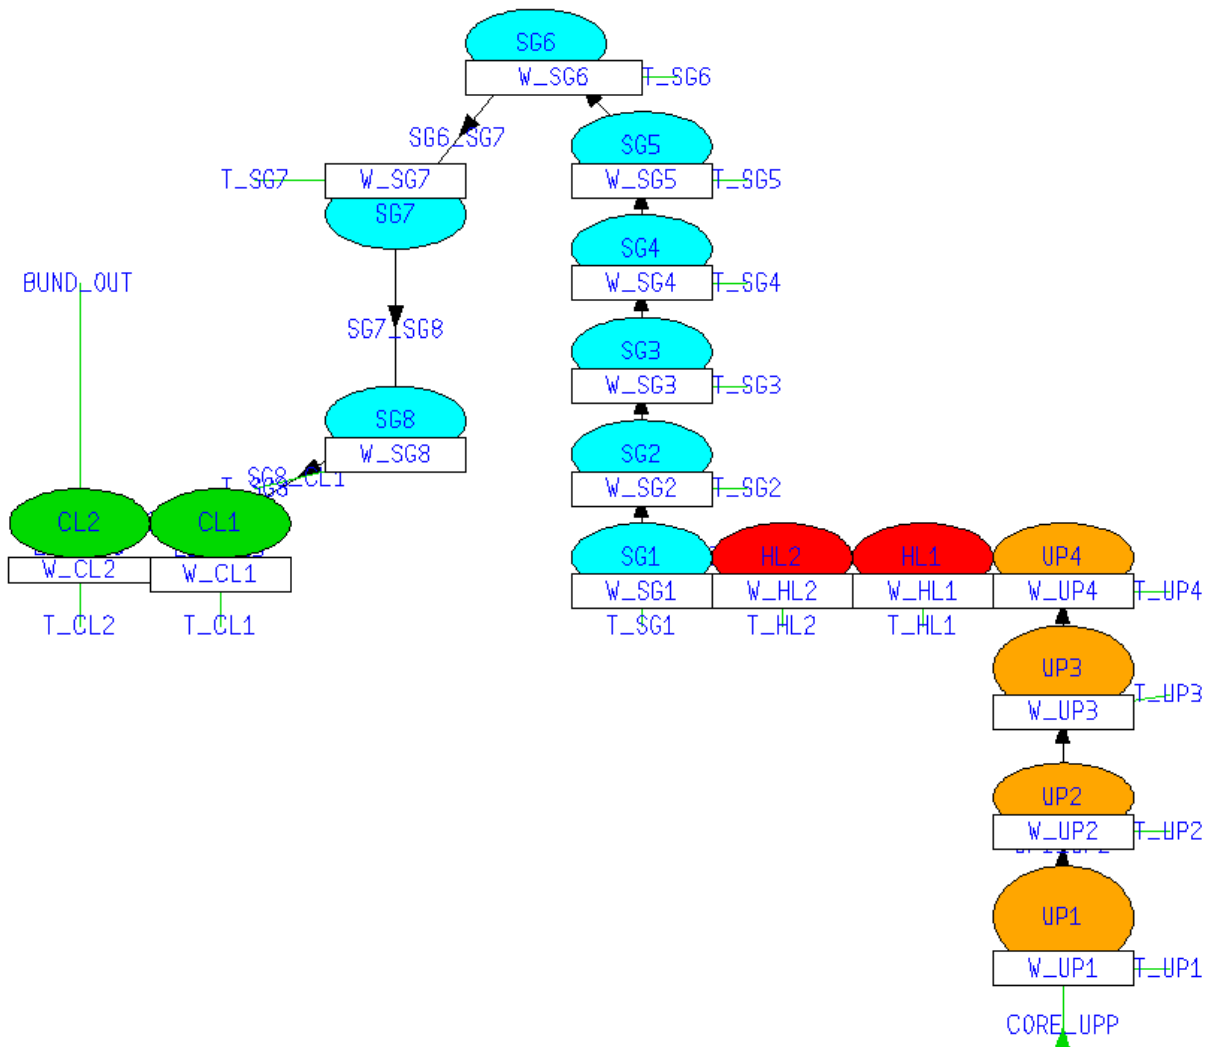 SG6
W_SG6 T_SG6
SG6_SG7
SG5
W_SG5 T_SG5
T_SG7 W_SG7
SG7
SG4
W_SG4 T_SG4
BUND_OUT
SG7_SG8
SG3
W_SG3 T_SG3
SG8
W_SG8
SG2
W_SG2 T_SG2
SG8_CL1
T_SG8
CL2 CL1
W_CL2 W_CL1
T_CL2 T_CL1
SG1 HL2 HL1 UP4
W_SG1 W_HL2 W_HL1 W_UP4 T_UP4
T_SG1 T_HL2 T_HL1
UP3
W_UP3 T_UP3
UP2
W_UP2 T_UP2
UP1
W_UP1 T_UP1
CORE_UPP